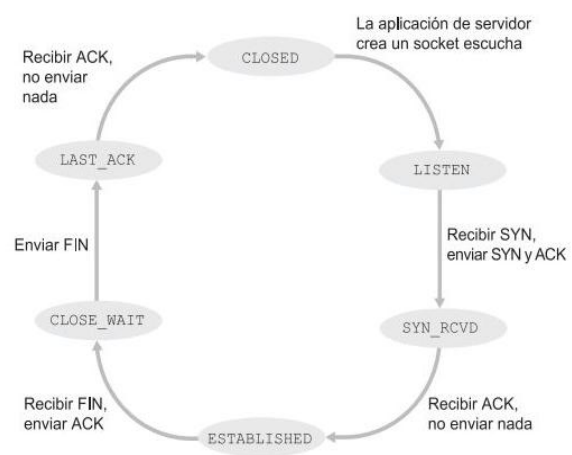 La aplicación de servidor
crea un socket escucha
Recibir ACK,
no enviar
nada
CLOSED
LAST_ACK
LISTEN
Enviar FIN
Recibir SYN,
enviar SYN y ACK
CLOSE_WAIT
SYN_RCVD
Recibir FIN,
enviar ACK
Recibir ACK,
no enviar nada
ESTABLISHED